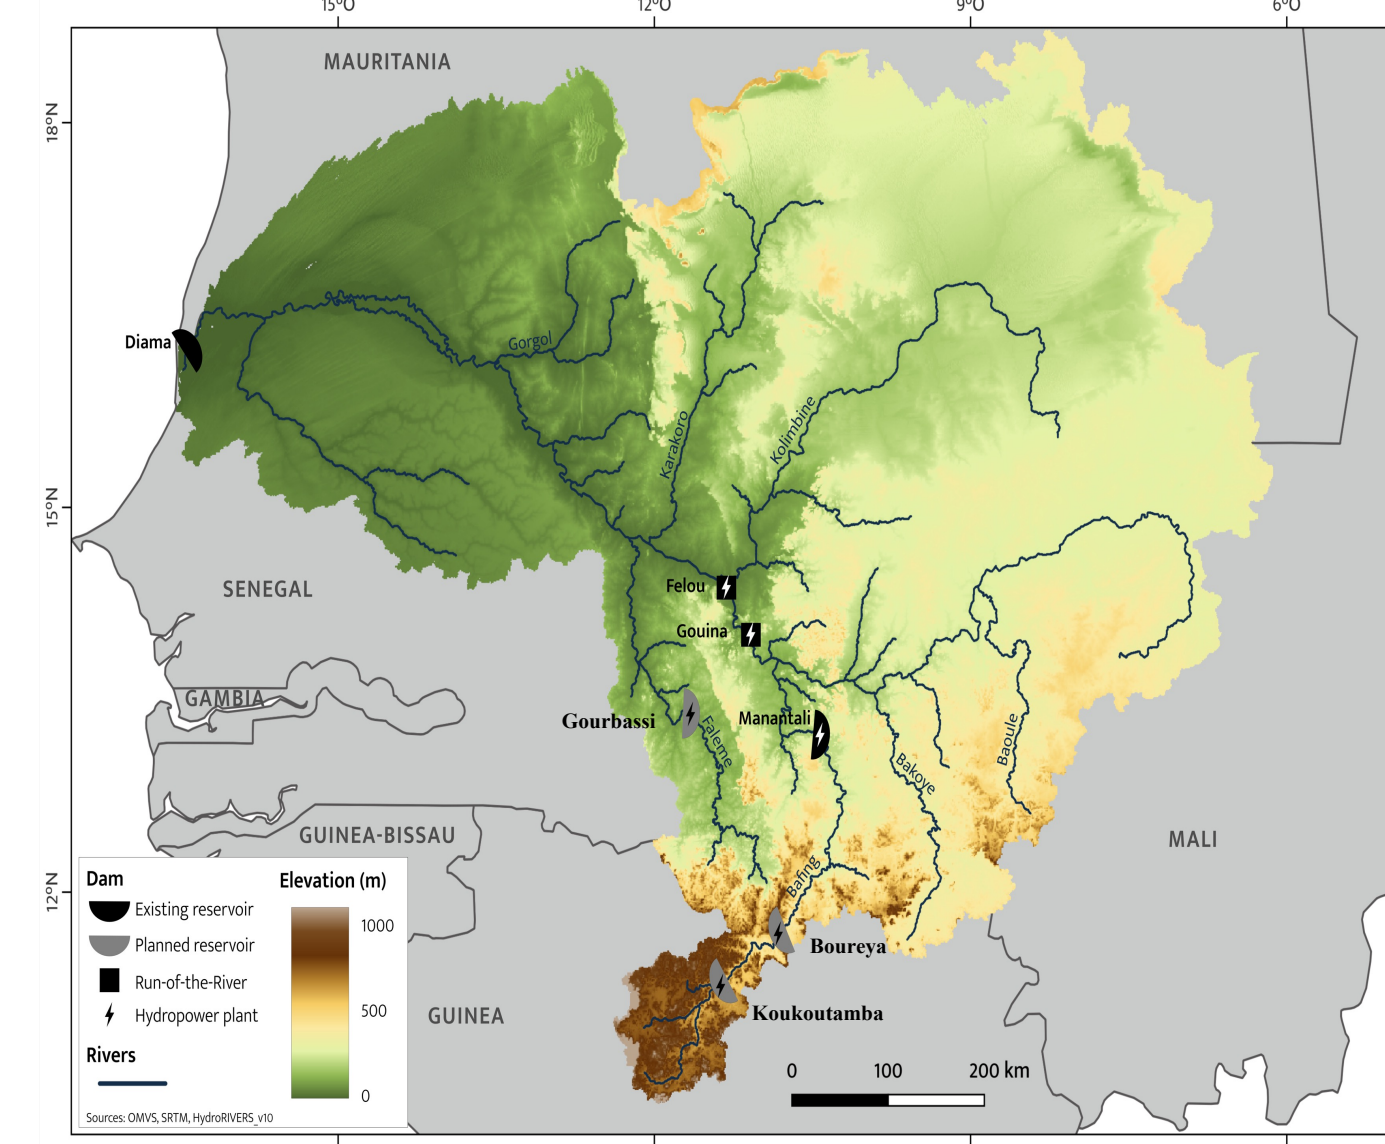 15°O
12°O
9°O
6°O
MAURITANIA
18°N
Diama
Gorgol
Karakoro
Kolimbine
15°N
SENEGAL
Felou
Gouina
GAMBIA
Gourbassi
Manantali
Faleme
Baoule
Bakoye
GUINEA-BISSAU
MALI
Bafing
12°N
Boureya
Koukoutamba
GUINEA
Dam
Existing reservoir
Planned reservoir
Run-of-the-River
Hydropower plant
Rivers
Elevation (m)
1000
500
0
Sources: OMVS, SRTM, HydroRIVERS_v10
0 100 200 km